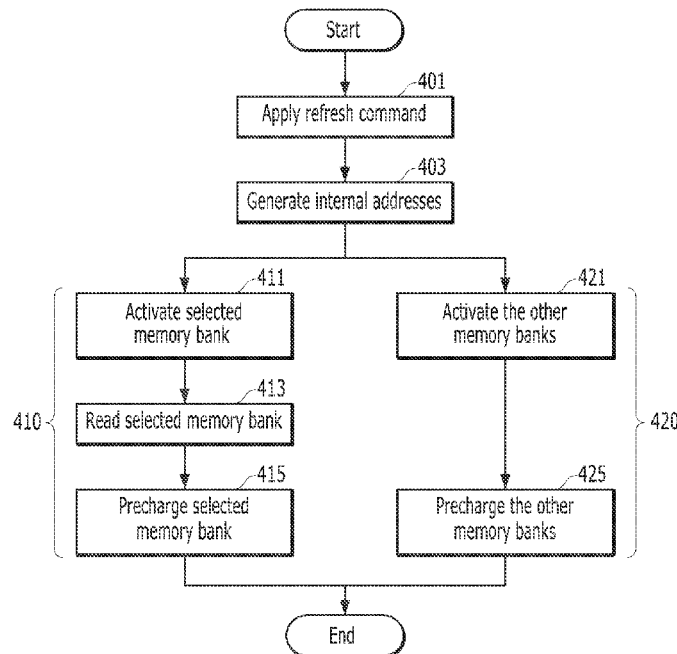 Start
401
Apply refresh command
403
Generate internal addresses
411
Activate selected
memory bank
421
Activate the other
memory banks
413
Read selected memory bank
410
420
415
Precharge selected
memory bank
425
Precharge the other
memory banks
End